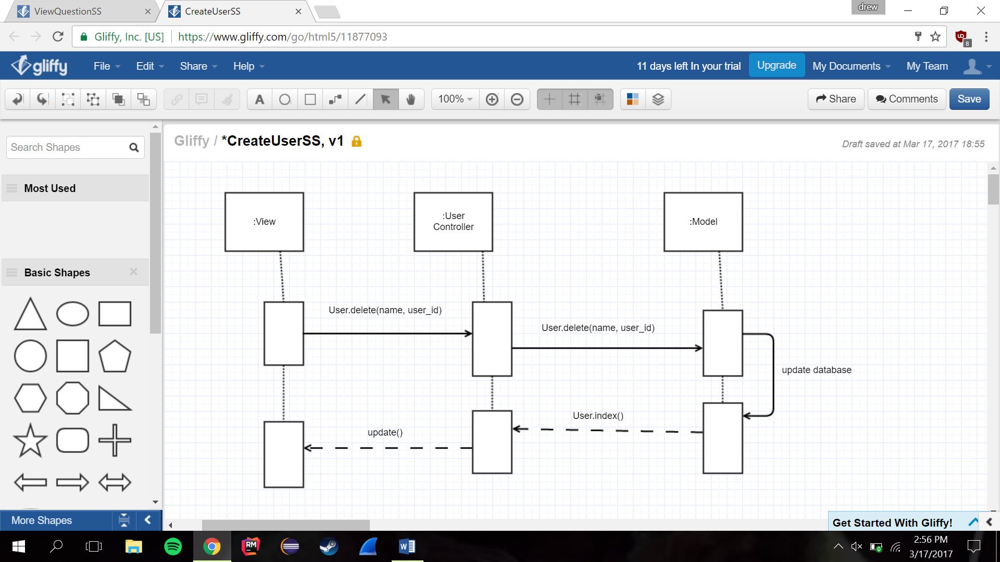 ViewQuestionSS
CreateUserSS
drew
Gliffy, Inc. [US]
https://www.gliffy.com/go/html5/11877093
8
gliffy
File
Edit
Share
Help
11 days left In your trial
Upgrade
My Documents
My Team
A
100%
Share
Comments
Save
Search Shapes
Gliffy / *CreateUserSS, v1
Draft saved at Mar 17, 2017 18:55
Most Used
Basic Shapes
:View
:User
Controller
:Model
User.delete(name, user_id)
User.delete(name, user_id)
update database
User.index()
update()
More Shapes
Get Started With Gliffy!
RM
W
2:56 PM
3/17/2017